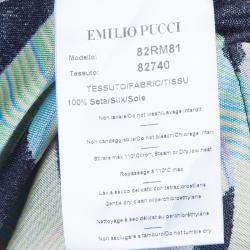 EMILIO PUCCI
Modello: 82RM81
Tessuto: 82740
TESSUTO/FABRIC/TISSU
100% Seta/Silk/Soie
Non lavare/Do not wash/Lavage interdit
Non candeggiabile/Do not bleach/Blanchiment interdit
Stirare max 110°C/Iron, Steam or Dry, low heat
Repassage à 110°C max
Lav a secco delicato con tetracloroetilene
Gentle dry clean w/perchlorethylene
Nettoyage à sec délicat au perchloréthylène
Non asciugare a tamburo/Do not tumble dry